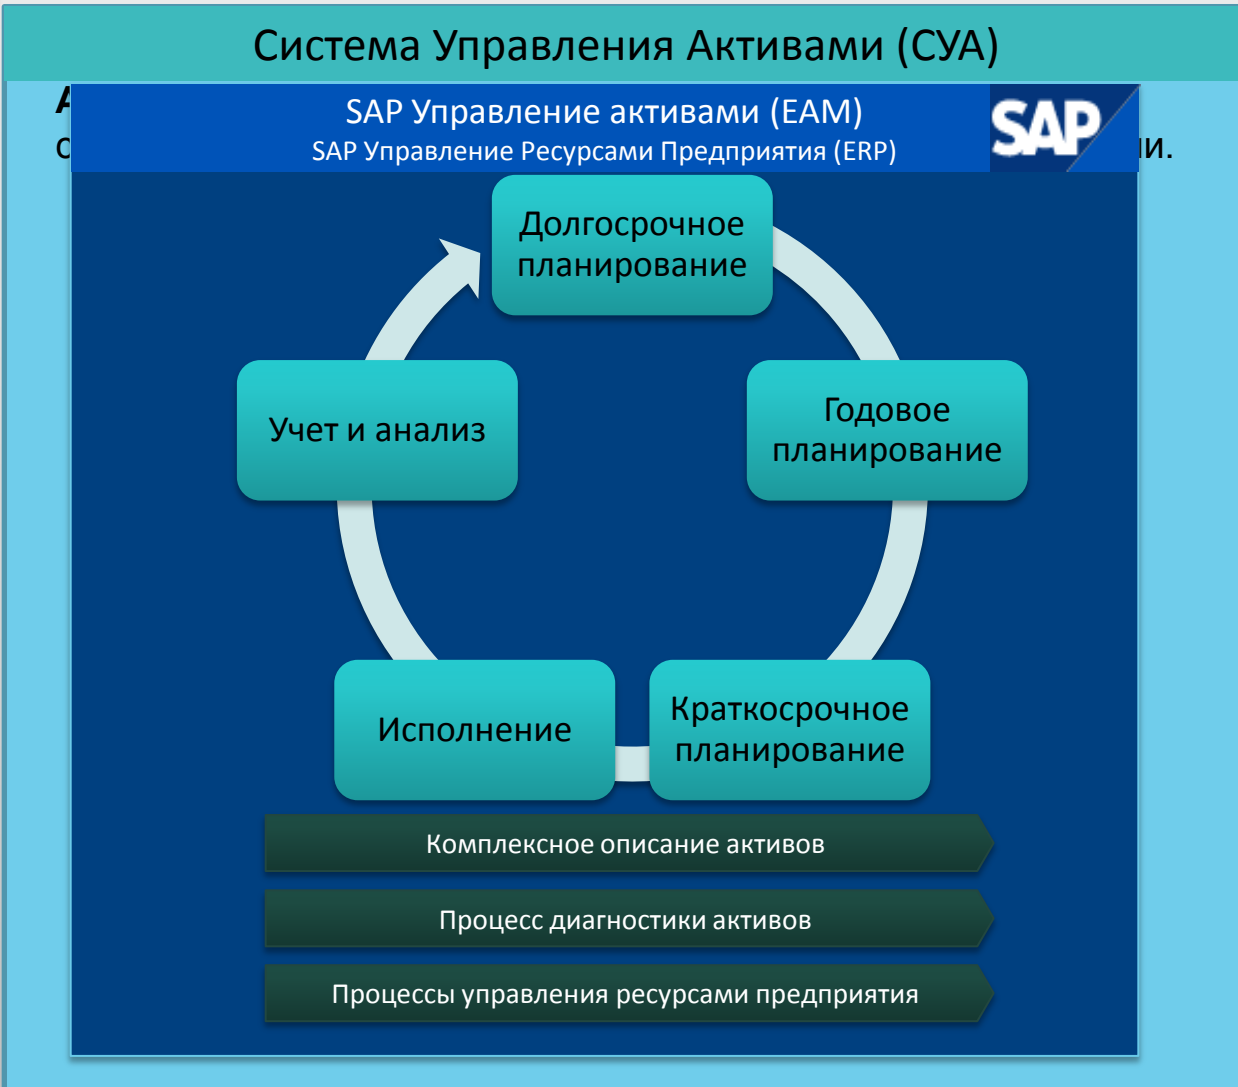 Система Управления Активами (СУА)
SAP Управление активами (EAM)
SAP Управление Ресурсами Предприятия (ERP)
SAP
и.
Долгосрочное
планирование
Учет и анализ
Годовое
планирование
Исполнение
Краткосрочное
планирование
Комплексное описание активов
Процесс диагностики активов
Процессы управления ресурсами предприятия